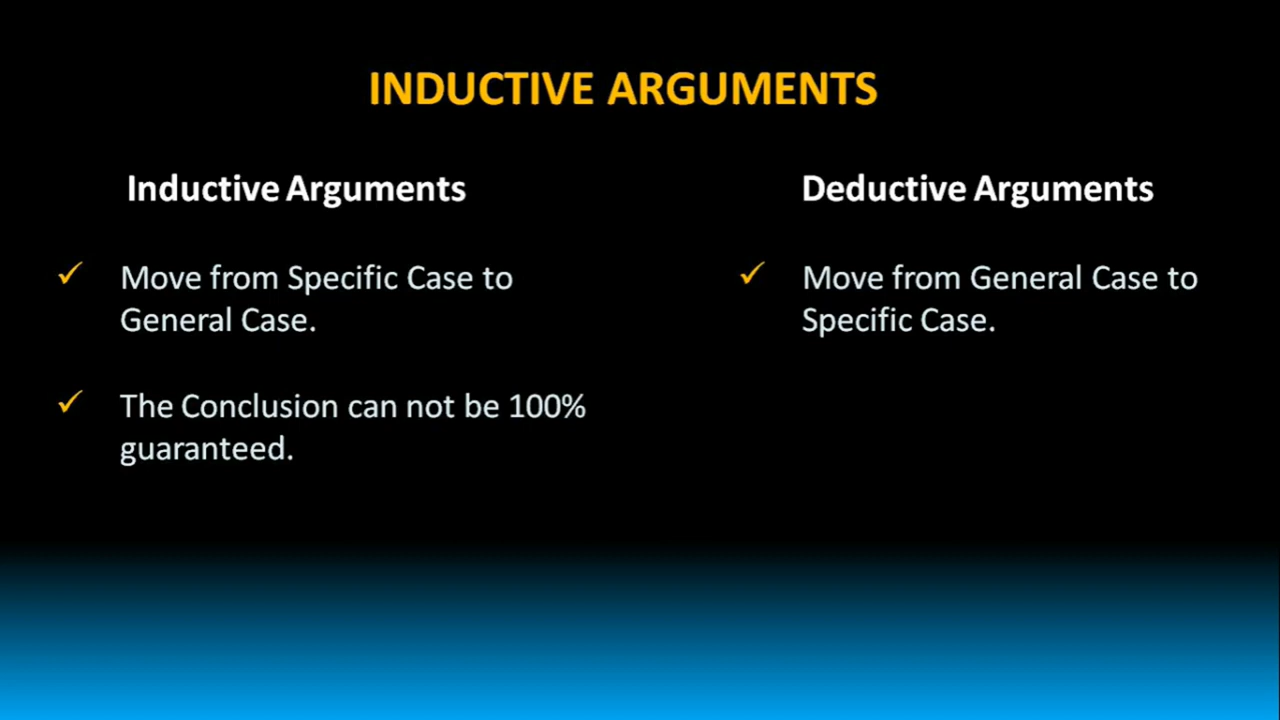 INDUCTIVE ARGUMENTS
Inductive Arguments
Move from Specific Case to
General Case.
The Conclusion can not be 100%
guaranteed.
Deductive Arguments
Move from General Case to
Specific Case.